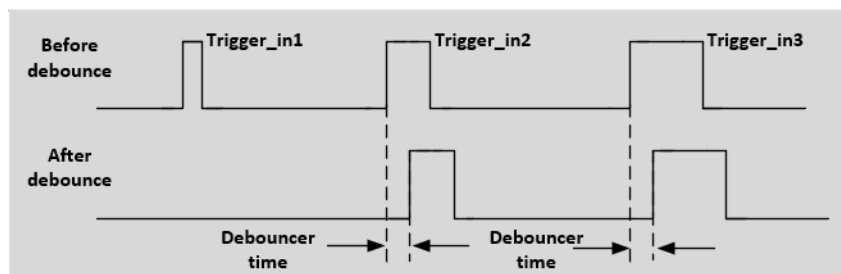 Before
debounce
Trigger_in1
Trigger_in2
Trigger_in3
After
debounce
Debouncer
time
Debouncer
time